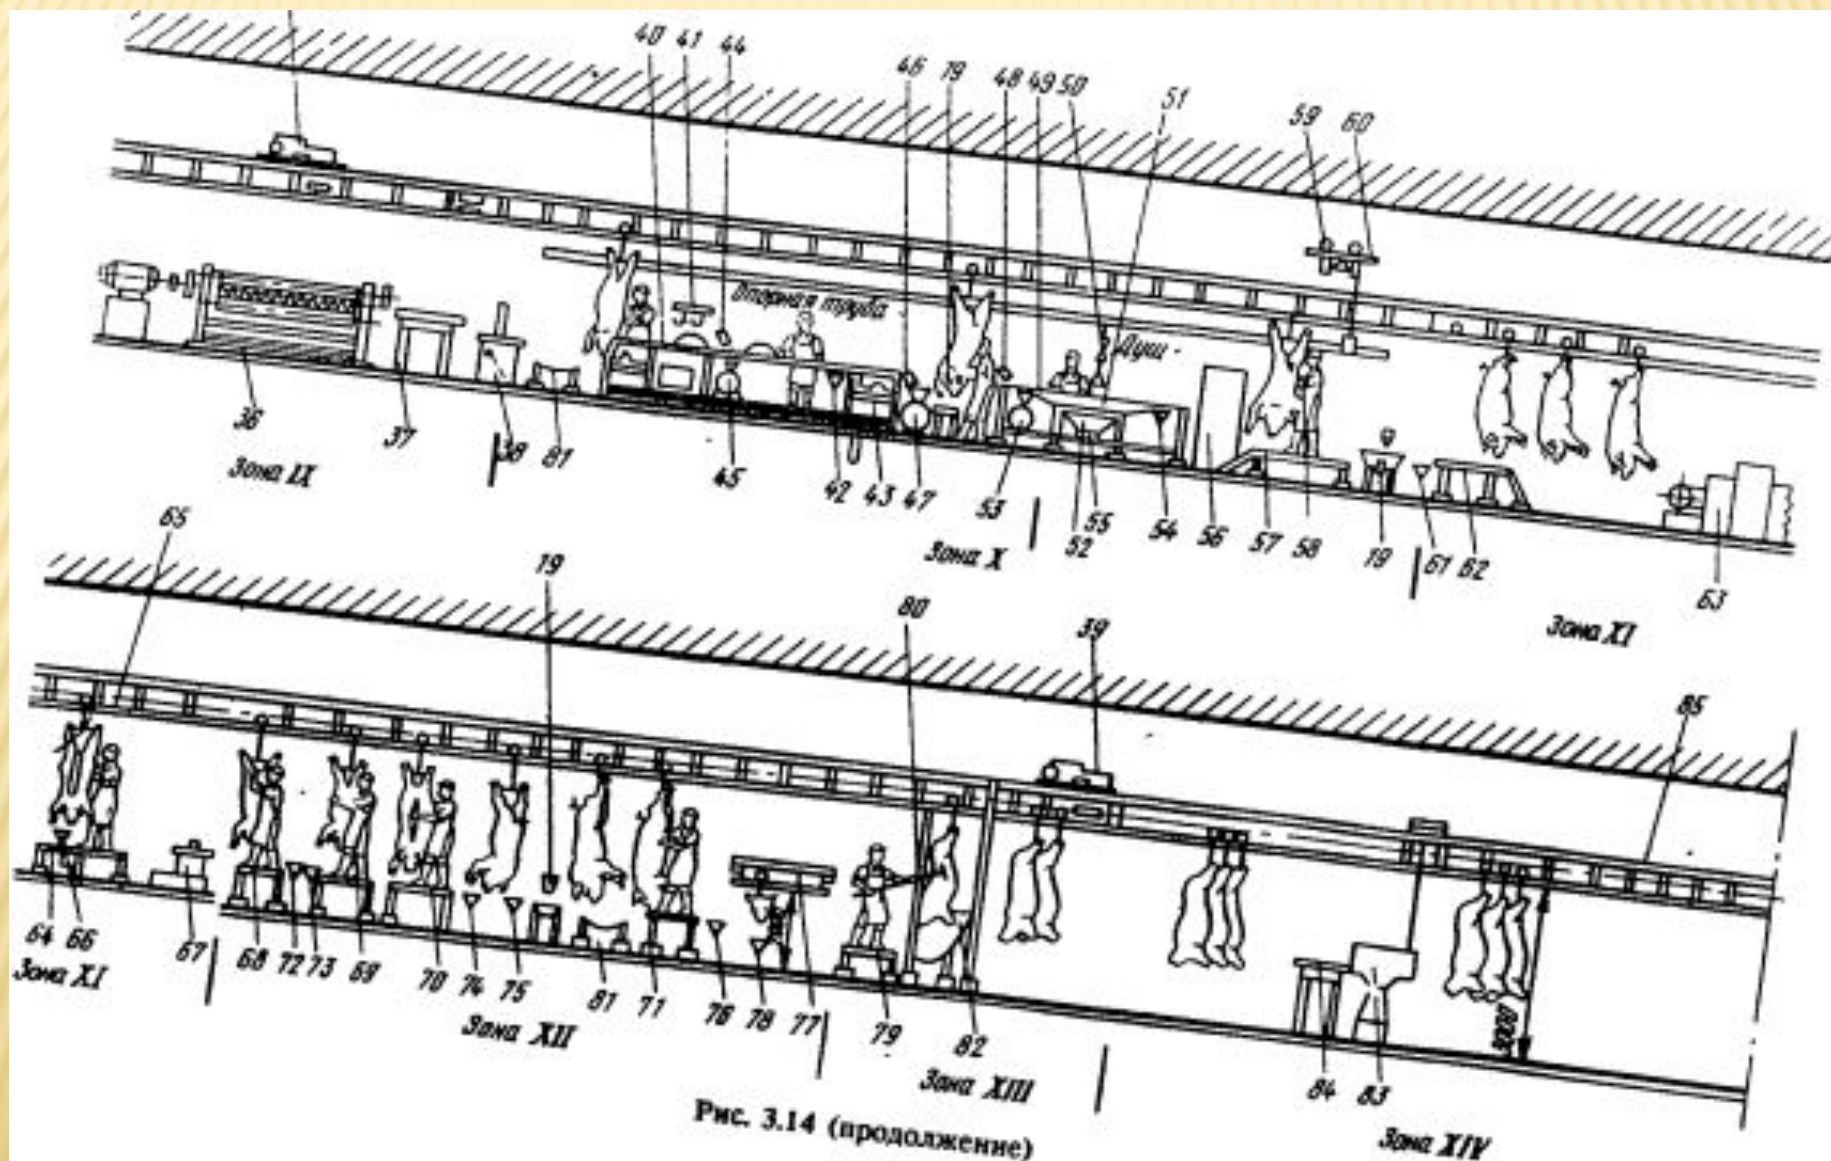 40 41 44 46 19 48 49 50 51 59 60
Опорная труба
Душ
36 37 38 81 45 42 43 47 53 52 55 54 56 57 58 19 61 62 63
Зона IX
Зона X
Зона XI
65 19 80 39 85
3000
64 66 67 68 72 73 69 70 74 75 81 71 76 78 77 79 82 84 83
Зона XI
Зона XII
Зона XIII
Зона XIV
Рис. 3.14 (продолжение)